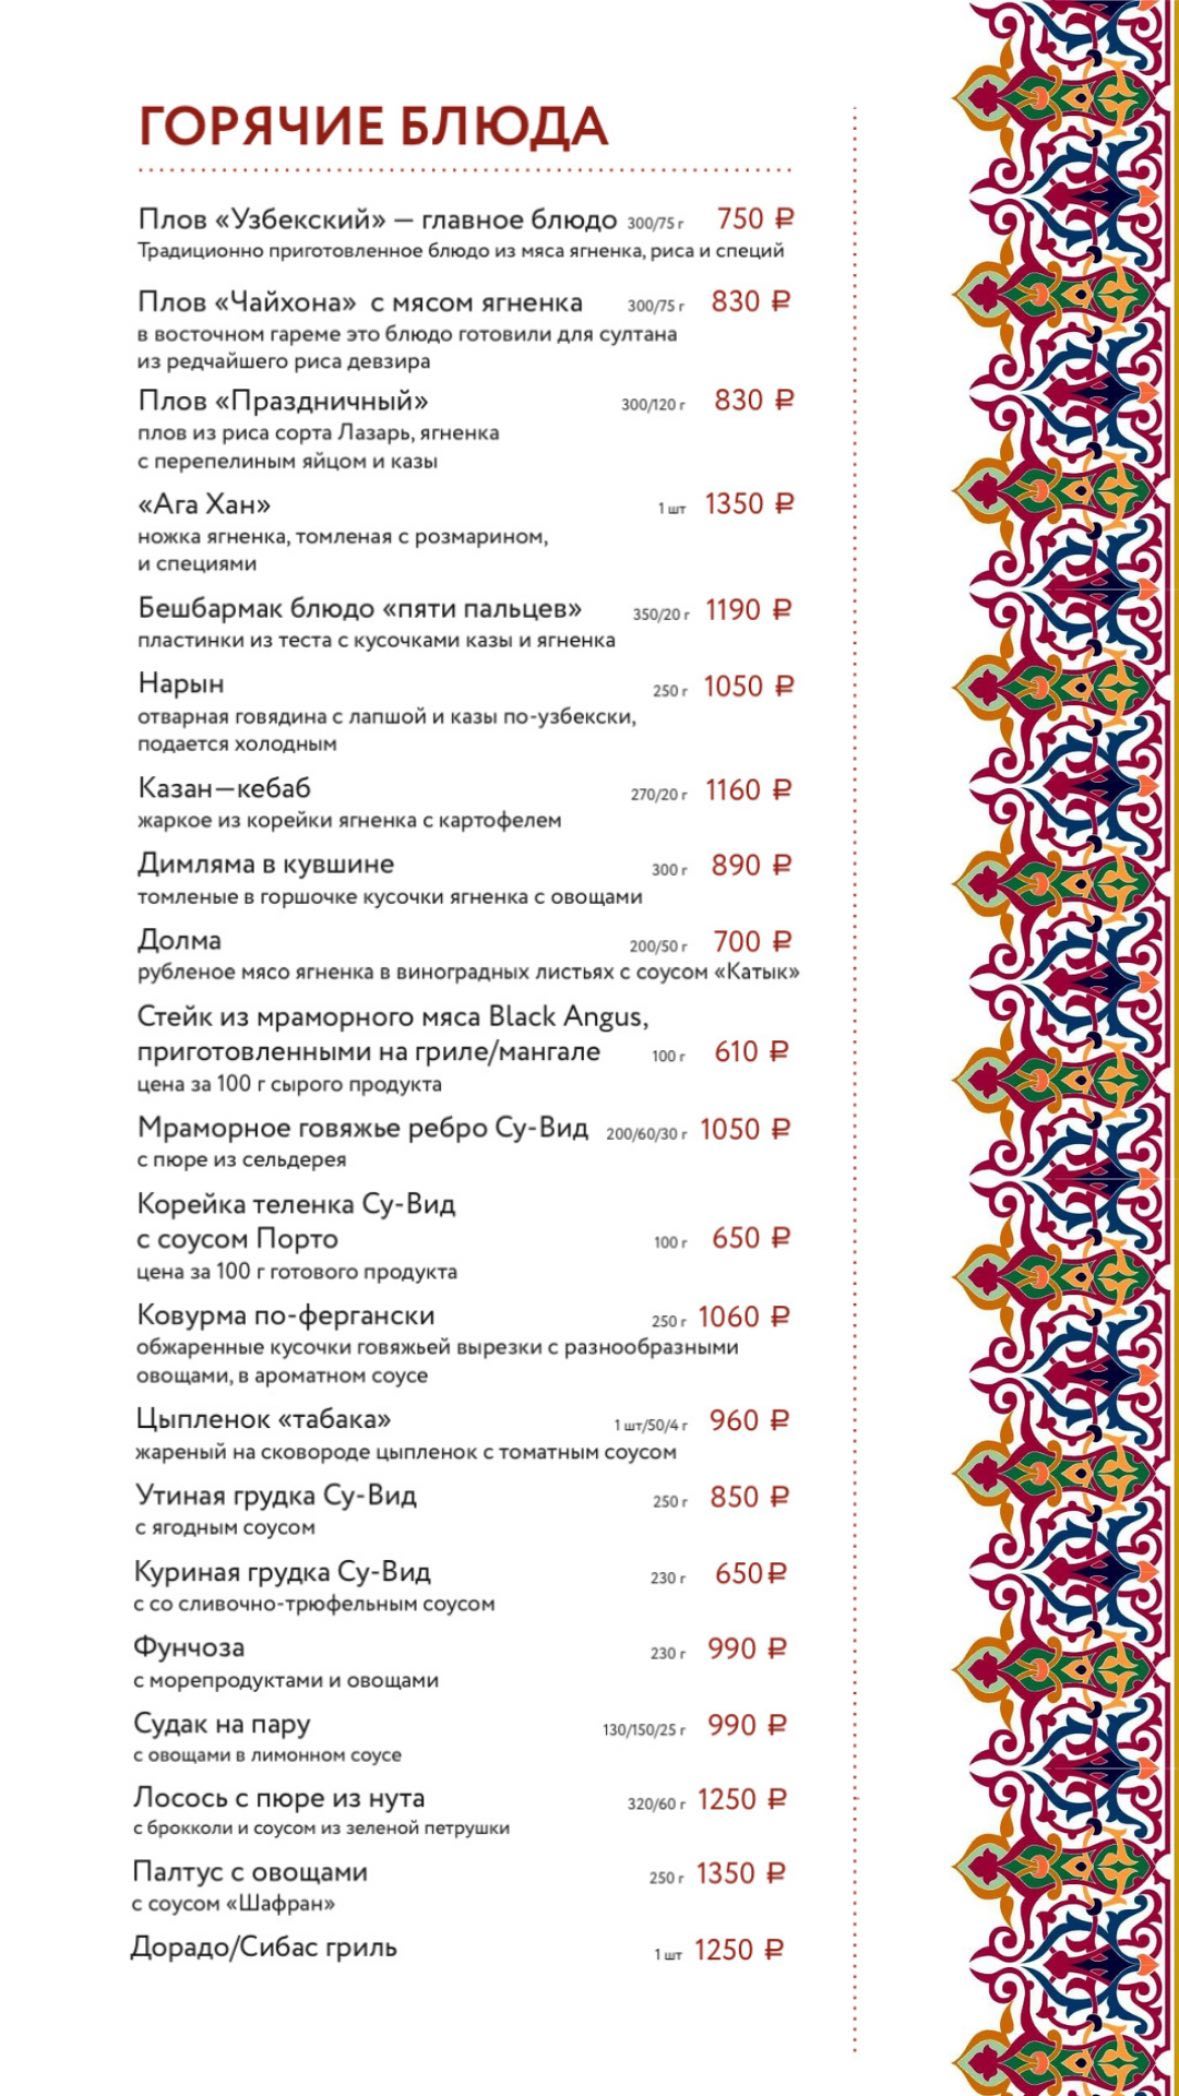 ГОРЯЧИЕ БЛЮДА
Плов «Узбекский» — главное блюдо 300/75 г 750 ₽
Традиционно приготовленное блюдо из мяса ягненка, риса и специй
Плов «Чайхона» с мясом ягненка 300/75 г 830 ₽
в восточном гареме это блюдо готовили для султана
из редчайшего риса девзира
Плов «Праздничный» 300/120 г 830 ₽
плов из риса сорта Лазарь, ягненка
с перепелиным яйцом и казы
«Ага Хан» 1 шт 1350 ₽
ножка ягненка, томленая с розмарином,
и специями
Бешбармак блюдо «пяти пальцев» 350/20 г 1190 ₽
пластинки из теста с кусочками казы и ягненка
Нарын 250 г 1050 ₽
отварная говядина с лапшой и казы по-узбекски,
подается холодным
Казан—кебаб 270/20 г 1160 ₽
жаркое из корейки ягненка с картофелем
Димляма в кувшине 300 г 890 ₽
томленые в горшочке кусочки ягненка с овощами
Долма 200/50 г 700 ₽
рубленое мясо ягненка в виноградных листьях с соусом «Катык»
Стейк из мраморного мяса Black Angus,
приготовленными на гриле/мангале 100 г 610 ₽
цена за 100 г сырого продукта
Мраморное говяжье ребро Су-Вид 200/60/30 г 1050 ₽
с пюре из сельдерея
Корейка теленка Су-Вид
с соусом Порто 100 г 650 ₽
цена за 100 г готового продукта
Ковурма по-фергански 250 г 1060 ₽
обжаренные кусочки говяжьей вырезки с разнообразными
овощами, в ароматном соусе
Цыпленок «табака» 1 шт/50/4 г 960 ₽
жареный на сковороде цыпленок с томатным соусом
Утиная грудка Су-Вид 250 г 850 ₽
с ягодным соусом
Куриная грудка Су-Вид 230 г 650 ₽
с со сливочно-трюфельным соусом
Фунчоза 230 г 990 ₽
с морепродуктами и овощами
Судак на пару 130/150/25 г 990 ₽
с овощами в лимонном соусе
Лосось с пюре из нута 320/60 г 1250 ₽
с брокколи и соусом из зеленой петрушки
Палтус с овощами 250 г 1350 ₽
с соусом «Шафран»
Дорадо/Сибас гриль 1 шт 1250 ₽